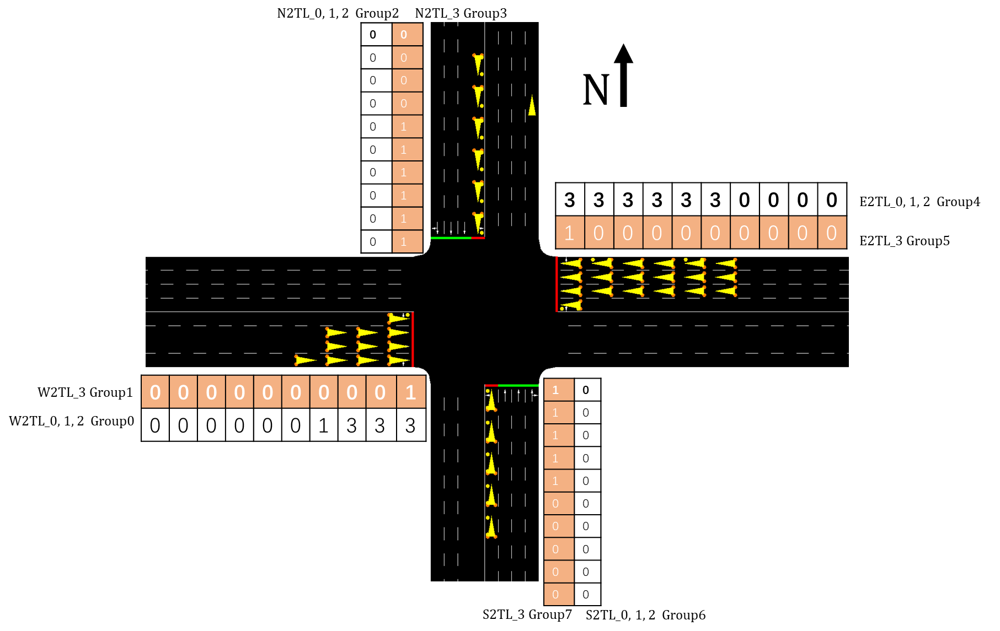 N2TL_0, 1, 2 Group2 N2TL_3 Group3
0 0
0 0
0 0
0 0
0 1
0 1
0 1
0 1
0 1
0 1
N
3 3 3 3 3 3 0 0 0 0
E2TL_0, 1, 2 Group4
1 0 0 0 0 0 0 0 0 0
E2TL_3 Group5
W2TL_3 Group1
0 0 0 0 0 0 0 0 0 1
W2TL_0, 1, 2 Group0
0 0 0 0 0 0 1 3 3 3
1 0
1 0
1 0
1 0
1 0
0 0
0 0
0 0
0 0
0 0
S2TL_3 Group7 S2TL_0, 1, 2 Group6